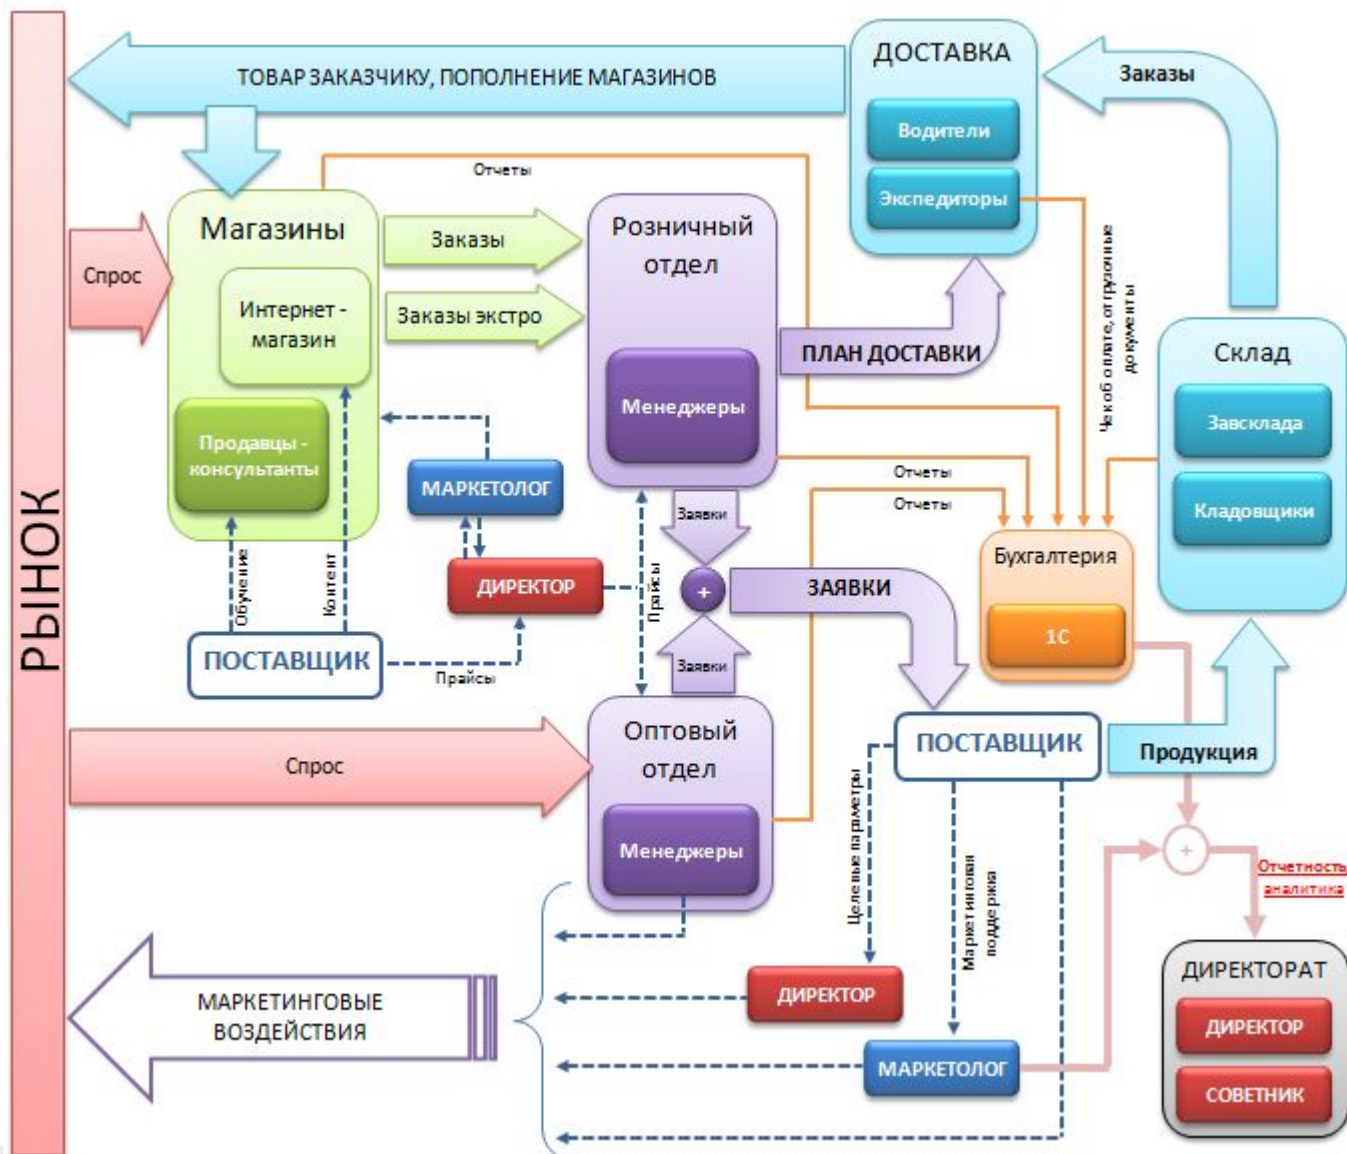 ДОСТАВКА
Заказы
ТОВАР ЗАКАЗЧИКУ, ПОПОЛНЕНИЕ МАГАЗИНОВ
Водители
Отчеты
Экспедиторы
Магазины
Заказы
Розничный
отдел
Спрос
Интернет -
магазин
Заказы экстро
Чек об оплате, отгрузочные
документы
ПЛАН ДОСТАВКИ
Склад
Менеджеры
Завсклада
Продавцы -
консультанты
МАРКЕТОЛОГ
Отчеты
Отчеты
Заявки
Кладовщики
РЫНОК
Обучение
Контент
ДИРЕКТОР
Прайсы
+
ЗАЯВКИ
Бухгалтерия
1С
ПОСТАВЩИК
Прайсы
Заявки
Оптовый
отдел
ПОСТАВЩИК
Продукция
Спрос
Менеджеры
Целевые параметры
Маркетинговая
поддержка
+
Отчетность,
аналитика
МАРКЕТИНГОВЫЕ
ВОЗДЕЙСТВИЯ
ДИРЕКТОР
МАРКЕТОЛОГ
ДИРЕКТОРАТ
ДИРЕКТОР
СОВЕТНИК